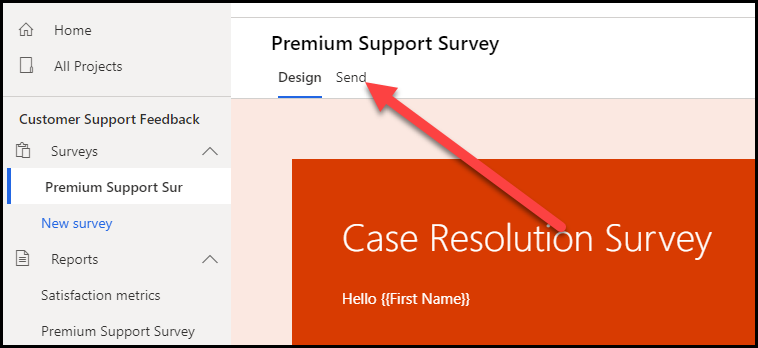 Home
All Projects
Customer Support Feedback
Surveys
Premium Support Sur
New survey
Reports
Satisfaction metrics
Premium Support Survey
Premium Support Survey
Design Send
Case Resolution Survey
Hello {{First Name}}